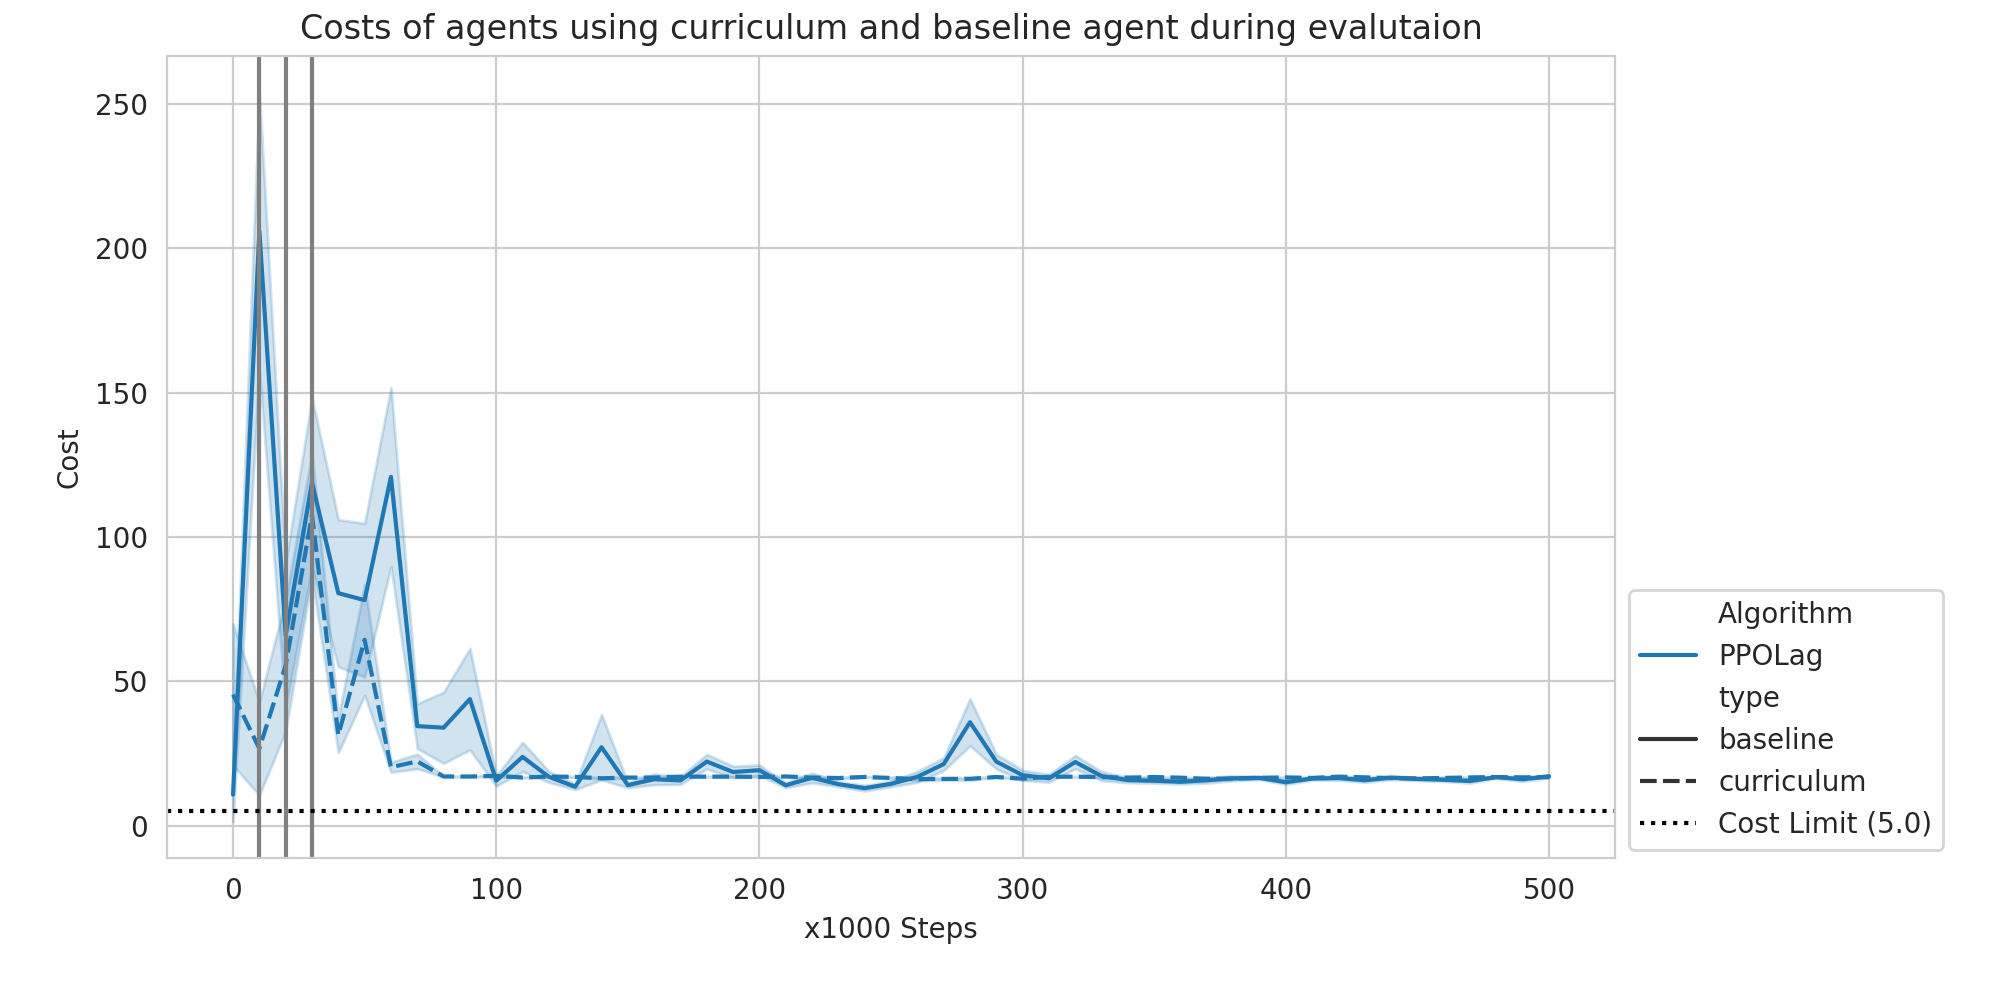 Costs of agents using curriculum and baseline agent during evalutaion
Cost
250
200
150
100
50
0
0 100 200 300 400 500
x1000 Steps
Algorithm
PPOLag
type
baseline
curriculum
Cost Limit (5.0)